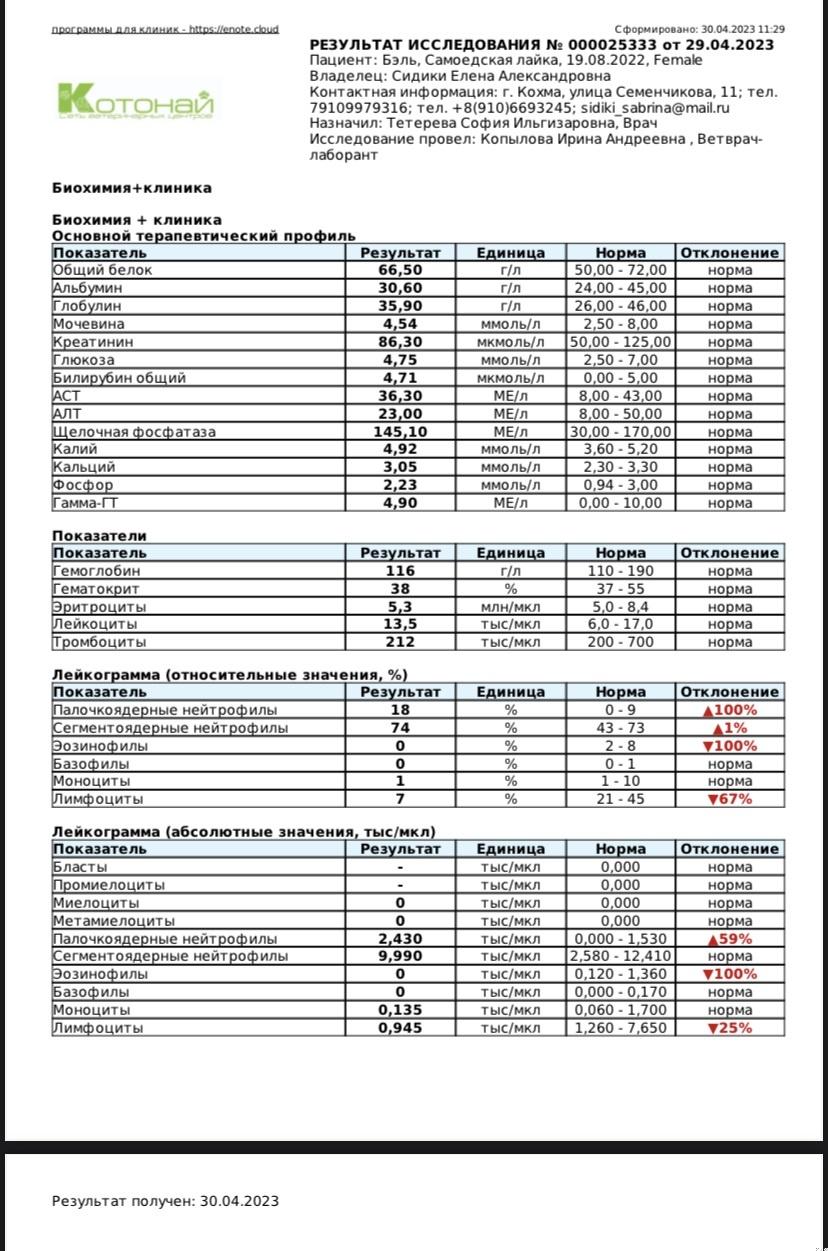 программы для клиник - https://enote.cloud
Сформировано: 30.04.2023 11:29
РЕЗУЛЬТАТ ИССЛЕДОВАНИЯ № 000025333 от 29.04.2023
Пациент: Бэль, Самоедская лайка, 19.08.2022, Female
Владелец: Сидики Елена Александровна
Контактная информация: г. Кохма, улица Семенчикова, 11; тел.
79109979316; тел. +8(910)6693245; sidiki_sabrina@mail.ru
Назначил: Тетерева София Ильгизаровна, Врач
Исследование провел: Копылова Ирина Андреевна , Ветврач-
лаборант
Котонай
Сеть ветеринарных центров
Биохимия+клиника
Биохимия + клиника
Основной терапевтический профиль
Показатель Результат Единица Норма Отклонение
Общий белок 66,50 г/л 50,00 - 72,00 норма
Альбумин 30,60 г/л 24,00 - 45,00 норма
Глобулин 35,90 г/л 26,00 - 46,00 норма
Мочевина 4,54 ммоль/л 2,50 - 8,00 норма
Креатинин 86,30 мкмоль/л 50,00 - 125,00 норма
Глюкоза 4,75 ммоль/л 2,50 - 7,00 норма
Билирубин общий 4,71 мкмоль/л 0,00 - 5,00 норма
АСТ 36,30 МЕ/л 8,00 - 43,00 норма
АЛТ 23,00 МЕ/л 8,00 - 50,00 норма
Щелочная фосфатаза 145,10 МЕ/л 30,00 - 170,00 норма
Калий 4,92 ммоль/л 3,60 - 5,20 норма
Кальций 3,05 ммоль/л 2,30 - 3,30 норма
Фосфор 2,23 ммоль/л 0,94 - 3,00 норма
Гамма-ГТ 4,90 МЕ/л 0,00 - 10,00 норма
Показатели
Показатель Результат Единица Норма Отклонение
Гемоглобин 116 г/л 110 - 190 норма
Гематокрит 38 % 37 - 55 норма
Эритроциты 5,3 млн/мкл 5,0 - 8,4 норма
Лейкоциты 13,5 тыс/мкл 6,0 - 17,0 норма
Тромбоциты 212 тыс/мкл 200 - 700 норма
Лейкограмма (относительные значения, %)
Показатель Результат Единица Норма Отклонение
Палочкоядерные нейтрофилы 18 % 0 - 9 ▲100%
Сегментоядерные нейтрофилы 74 % 43 - 73 ▲1%
Эозинофилы 0 % 2 - 8 ▼100%
Базофилы 0 % 0 - 1 норма
Моноциты 1 % 1 - 10 норма
Лимфоциты 7 % 21 - 45 ▼67%
Лейкограмма (абсолютные значения, тыс/мкл)
Показатель Результат Единица Норма Отклонение
Бласты - тыс/мкл 0,000 норма
Промиелоциты - тыс/мкл 0,000 норма
Миелоциты 0 тыс/мкл 0,000 норма
Метамиелоциты 0 тыс/мкл 0,000 норма
Палочкоядерные нейтрофилы 2,430 тыс/мкл 0,000 - 1,530 ▲59%
Сегментоядерные нейтрофилы 9,990 тыс/мкл 2,580 - 12,410 норма
Эозинофилы 0 тыс/мкл 0,120 - 1,360 ▼100%
Базофилы 0 тыс/мкл 0,000 - 0,170 норма
Моноциты 0,135 тыс/мкл 0,060 - 1,700 норма
Лимфоциты 0,945 тыс/мкл 1,260 - 7,650 ▼25%
Результат получен: 30.04.2023